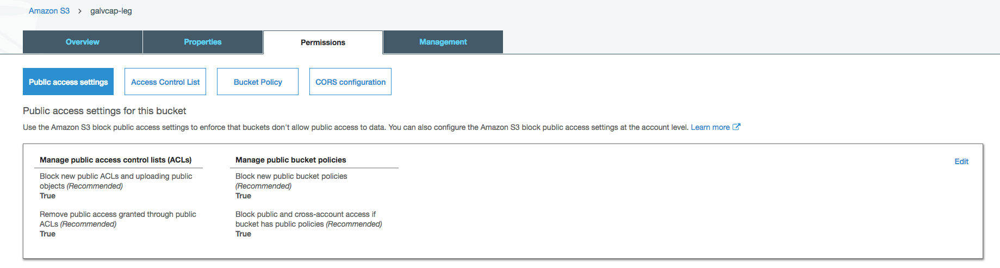 Amazon S3 > galvcap-leg
Overview Properties Permissions Management
Public access settings Access Control List Bucket Policy CORS configuration
Public access settings for this bucket
Use the Amazon S3 block public access settings to enforce that buckets don't allow public access to data. You can also configure the Amazon S3 block public access settings at the account level. Learn more
Edit
Manage public access control lists (ACLs)
Block new public ACLs and uploading public
objects (Recommended)
True
Remove public access granted through public
ACLs (Recommended)
True
Manage public bucket policies
Block new public bucket policies
(Recommended)
True
Block public and cross-account access if
bucket has public policies (Recommended)
True